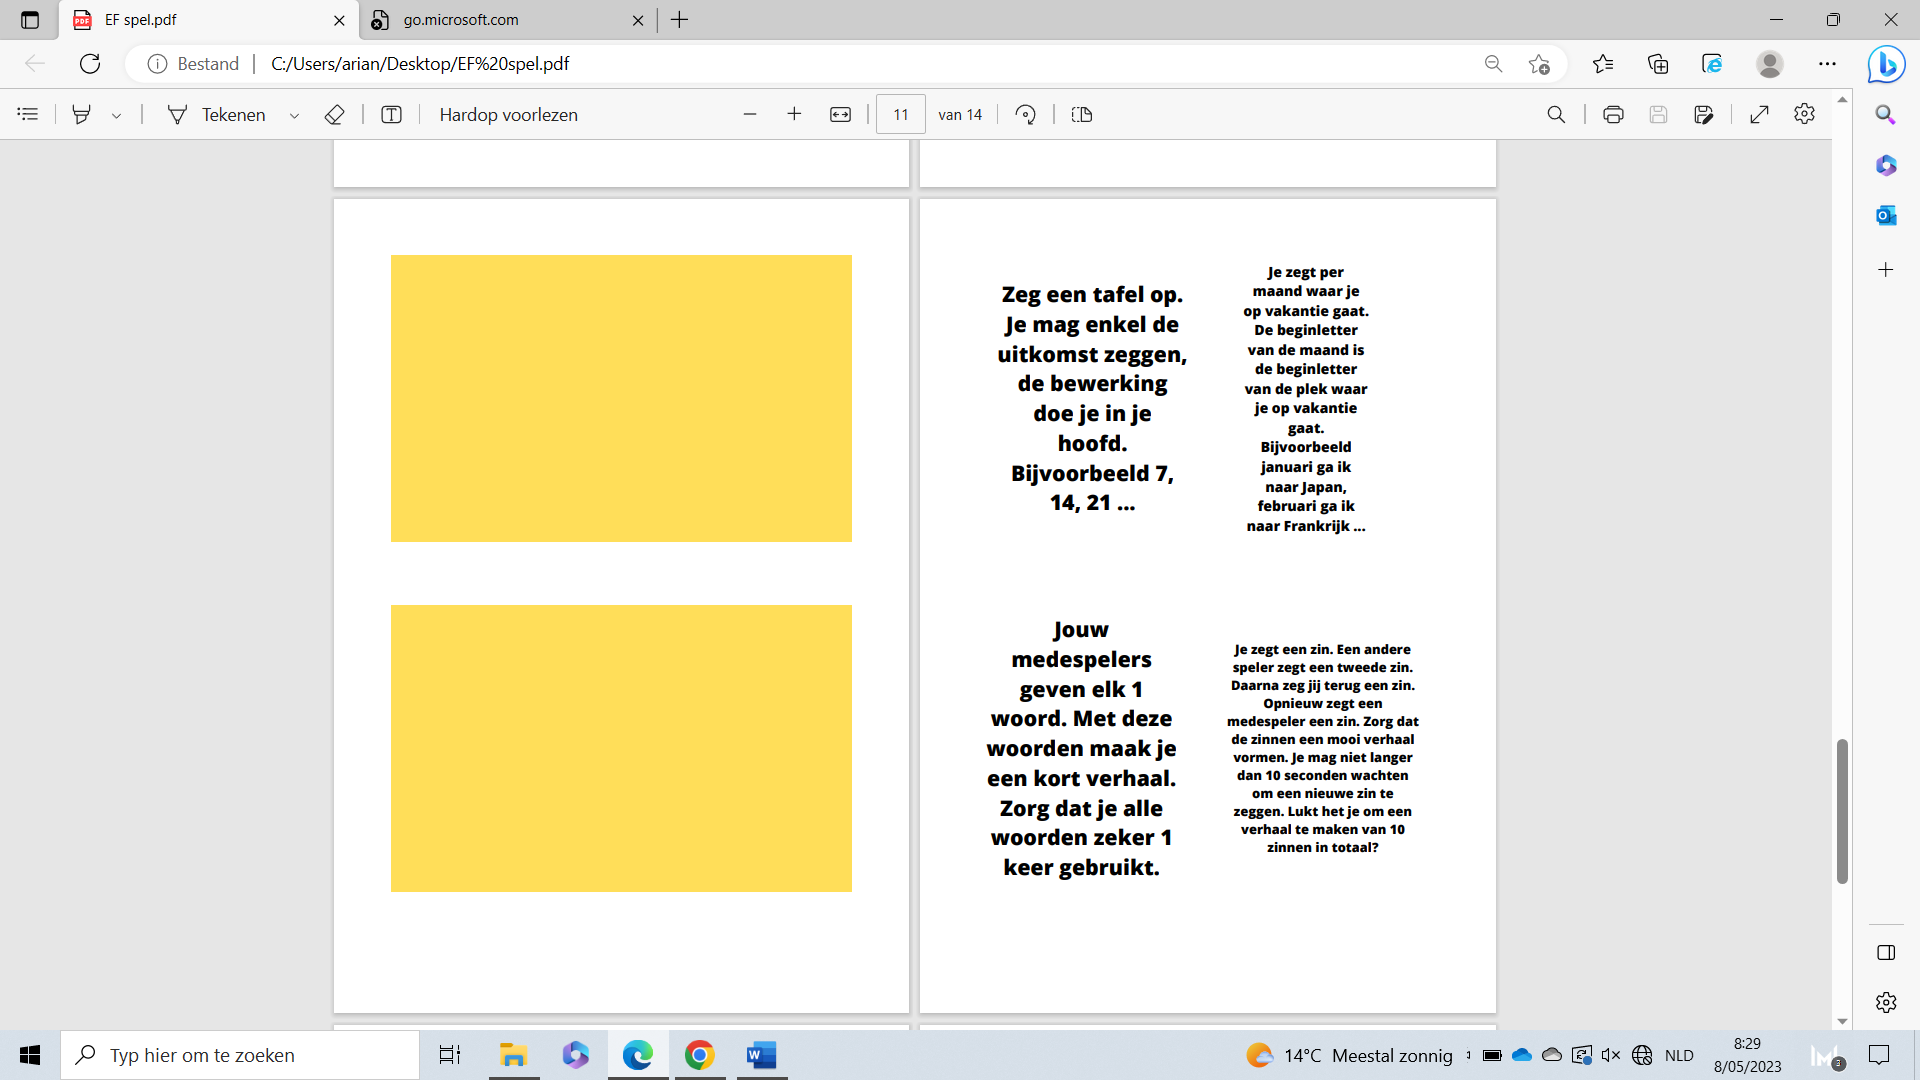 EF spel.pdf
go.microsoft.com
Bestand
C:/Users/arian/Desktop/EF%20spel.pdf
Tekenen
Hardop voorlezen
11
van 14
Zeg een tafel op.
Je mag enkel de
uitkomst zeggen,
de bewerking
doe je in je
hoofd.
Bijvoorbeeld 7,
14, 21 ...
Je zegt per
maand waar je
op vakantie gaat.
De beginletter
van de maand is
de beginletter
van de plek waar
je op vakantie
gaat.
Bijvoorbeeld
januari ga ik
naar Japan,
februari ga ik
naar Frankrijk ...
Jouw
medespelers
geven elk 1
woord. Met deze
woorden maak je
een kort verhaal.
Zorg dat je alle
woorden zeker 1
keer gebruikt.
Je zegt een zin. Een andere
speler zegt een tweede zin.
Daarna zeg jij terug een zin.
Opnieuw zegt een
medespeler een zin. Zorg dat
de zinnen een mooi verhaal
vormen. Je mag niet langer
dan 10 seconden wachten
om een nieuwe zin te
zeggen. Lukt het je om een
verhaal te maken van 10
zinnen in totaal?
Typ hier om te zoeken
14°C Meestal zonnig
NLD
8:29
8/05/2023
3